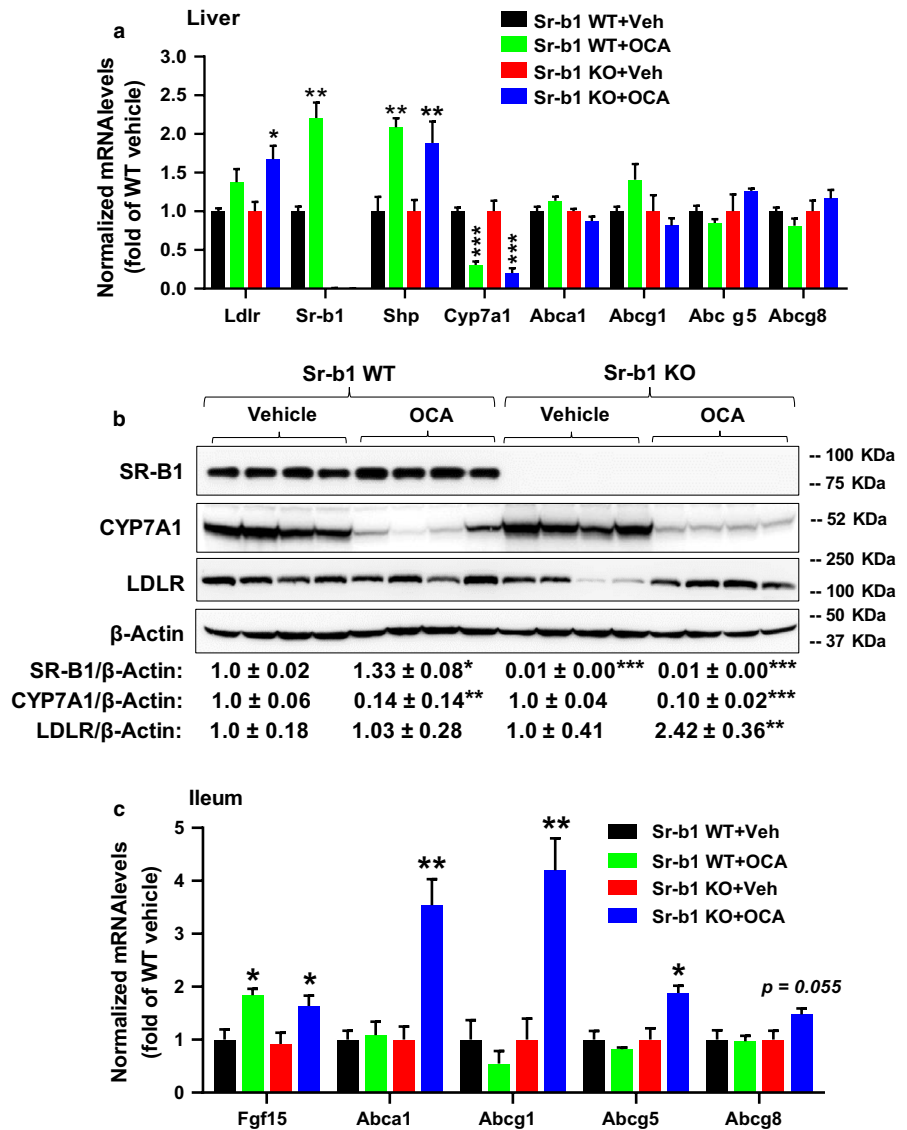 a
Liver
Sr-b1 WT+Veh
Sr-b1 WT+OCA
Sr-b1 KO+Veh
Sr-b1 KO+OCA
Normalized mRNAlevels
(fold of WT vehicle)
3.0
2.5
2.0
1.5
1.0
0.5
0.0
** ** ** * *** ***
Ldlr Sr-b1 Shp Cyp7a1 Abca1 Abcg1 Abc g5 Abcg8
b
Sr-b1 WT Sr-b1 KO
Vehicle OCA Vehicle OCA
SR-B1 -- 100 KDa
-- 75 KDa
CYP7A1 -- 52 KDa
-- 250 KDa
LDLR -- 100 KDa
-- 50 KDa
β-Actin -- 37 KDa
SR-B1/β-Actin: 1.0 ± 0.02 1.33 ± 0.08* 0.01 ± 0.00*** 0.01 ± 0.00***
CYP7A1/β-Actin: 1.0 ± 0.06 0.14 ± 0.14** 1.0 ± 0.04 0.10 ± 0.02***
LDLR/β-Actin: 1.0 ± 0.18 1.03 ± 0.28 1.0 ± 0.41 2.42 ± 0.36**
c
Ileum
Sr-b1 WT+Veh
Sr-b1 WT+OCA
Sr-b1 KO+Veh
Sr-b1 KO+OCA
Normalized mRNAlevels
(fold of WT vehicle)
5
4
3
2
1
0
* * ** ** *
p = 0.055
Fgf15 Abca1 Abcg1 Abcg5 Abcg8